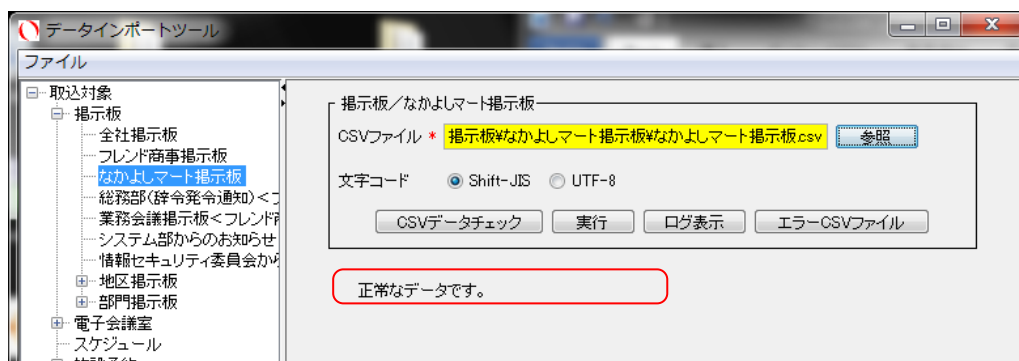 データインポートツール
ファイル
取込対象
掲示板
全社掲示板
フレンド商事掲示板
なかよしマート掲示板
総務部(辞令発令通知)<フ
業務会議掲示板<フレンド商
システム部からのお知らせ
情報セキュリティ委員会から
地区掲示板
部門掲示板
電子会議室
スケジュール
掲示板/なかよしマート掲示板
CSVファイル * 掲示板¥なかよしマート掲示板¥なかよしマート掲示板.csv 参照
文字コード Shift-JIS UTF-8
CSVデータチェック 実行 ログ表示 エラーCSVファイル
正常なデータです。